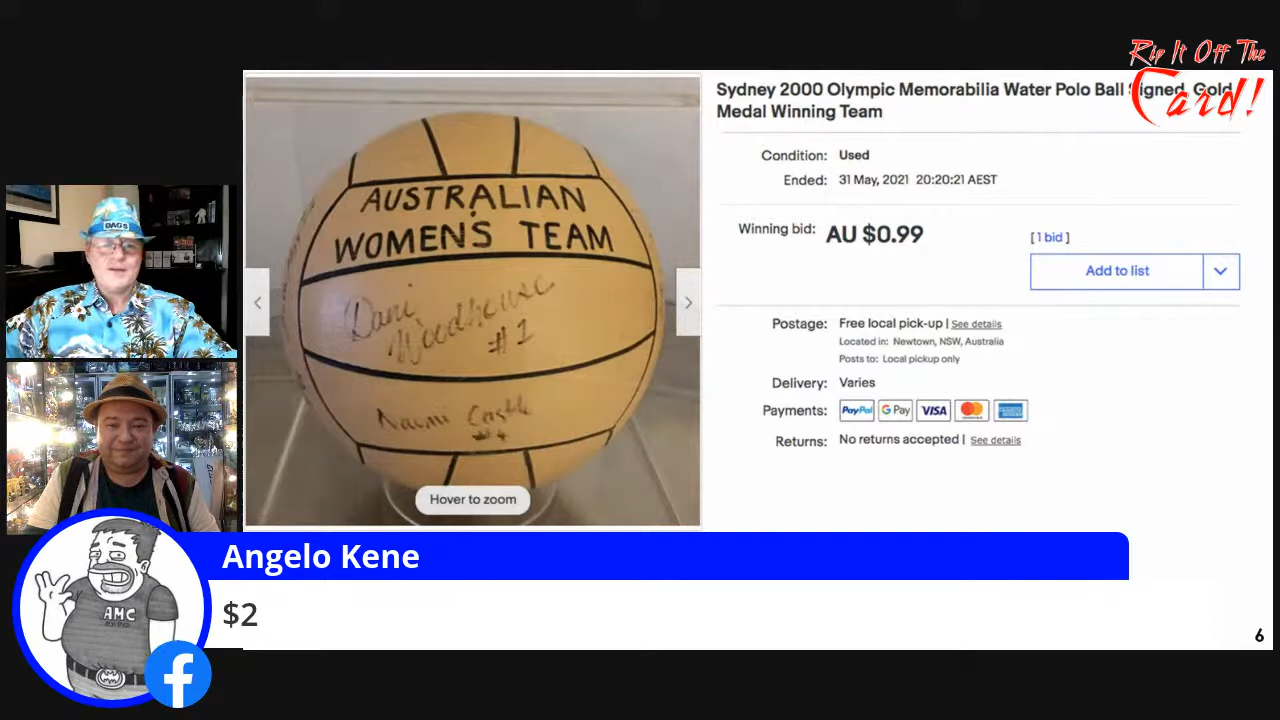 Rip It Off The
Card!
Sydney 2000 Olympic Memorabilia Water Polo Ball Signed, Gold
Medal Winning Team
Condition: Used
Ended: 31 May, 2021 20:20:21 AEST
Winning bid: AU $0.99
[ 1 bid ]
Add to list
Postage: Free local pick-up | See details
Located in: Newtown, NSW, Australia
Posts to: Local pickup only
Delivery: Varies
Payments: PayPal G Pay VISA
Returns: No returns accepted | See details
AUSTRALIAN
WOMEN'S TEAM
Dani
Woodhouse
#1
Naomi Castle
#4
Hover to zoom
DAGS
Angelo Kene
$2
AMC
6